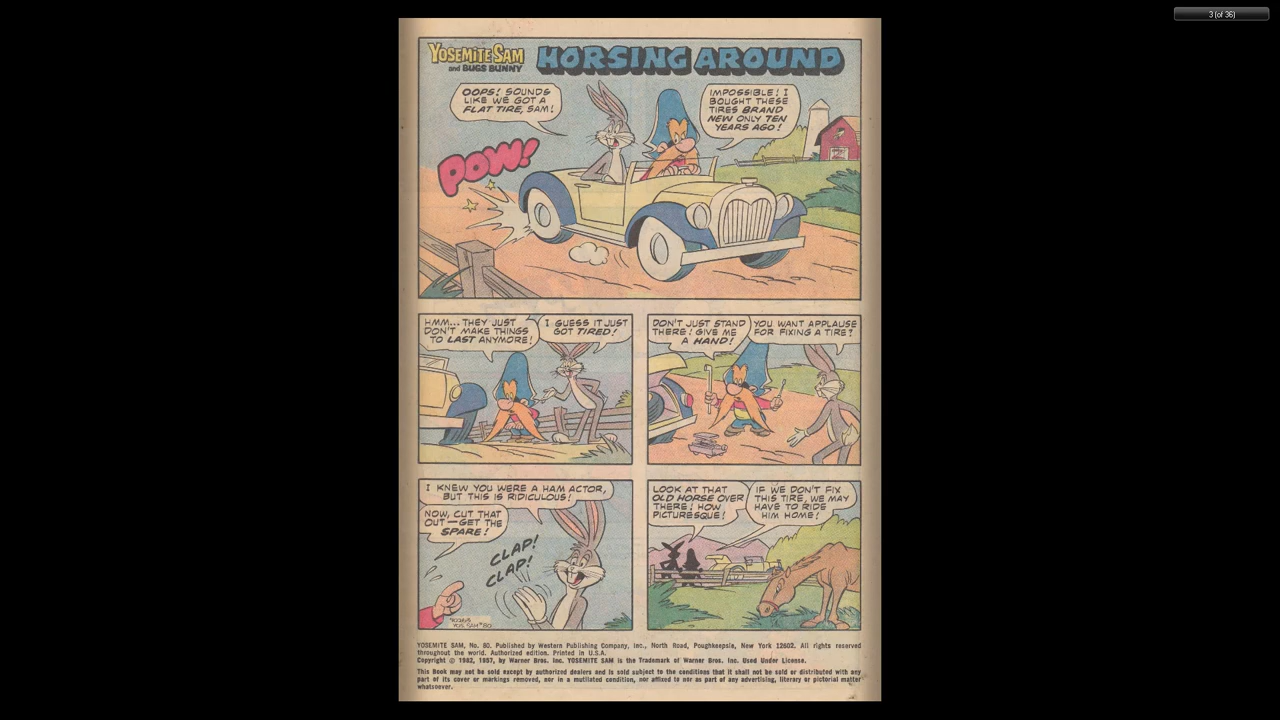 3 (of 36)
YOSEMITE SAM
and BUGS BUNNY
HORSING AROUND
OOPS! SOUNDS
LIKE WE GOT A
FLAT TIRE, SAM!
IMPOSSIBLE! I
BOUGHT THESE
TIRES BRAND
NEW ONLY TEN
YEARS AGO!
POW!
HMM... THEY JUST
DON'T MAKE THINGS
TO LAST ANYMORE!
I GUESS IT JUST
GOT TIRED!
DON'T JUST STAND
THERE! GIVE ME
A HAND!
YOU WANT APPLAUSE
FOR FIXING A TIRE?
I KNEW YOU WERE A HAM ACTOR,
BUT THIS IS RIDICULOUS!
NOW, CUT THAT
OUT—GET THE
SPARE!
CLAP!
CLAP!
YOS. SAM #80
LOOK AT THAT
OLD HORSE OVER
THERE! HOW
PICTURESQUE!
IF WE DON'T FIX
THIS TIRE, WE MAY
HAVE TO RIDE
HIM HOME!
YOSEMITE SAM, No. 80. Published by Western Publishing Company, Inc., North Road, Poughkeepsie, New York 12602. All rights reserved
throughout the world. Authorized edition. Printed in U.S.A.
Copyright © 1982, 1957, by Warner Bros. Inc. YOSEMITE SAM is the Trademark of Warner Bros. Inc. Used Under License.
This Book may not be sold except by authorized dealers and is sold subject to the conditions that it shall not be sold or distributed with any
part of its cover or markings removed, nor in a mutilated condition, nor affixed to nor as part of any advertising, literary or pictorial matter
whatsoever.